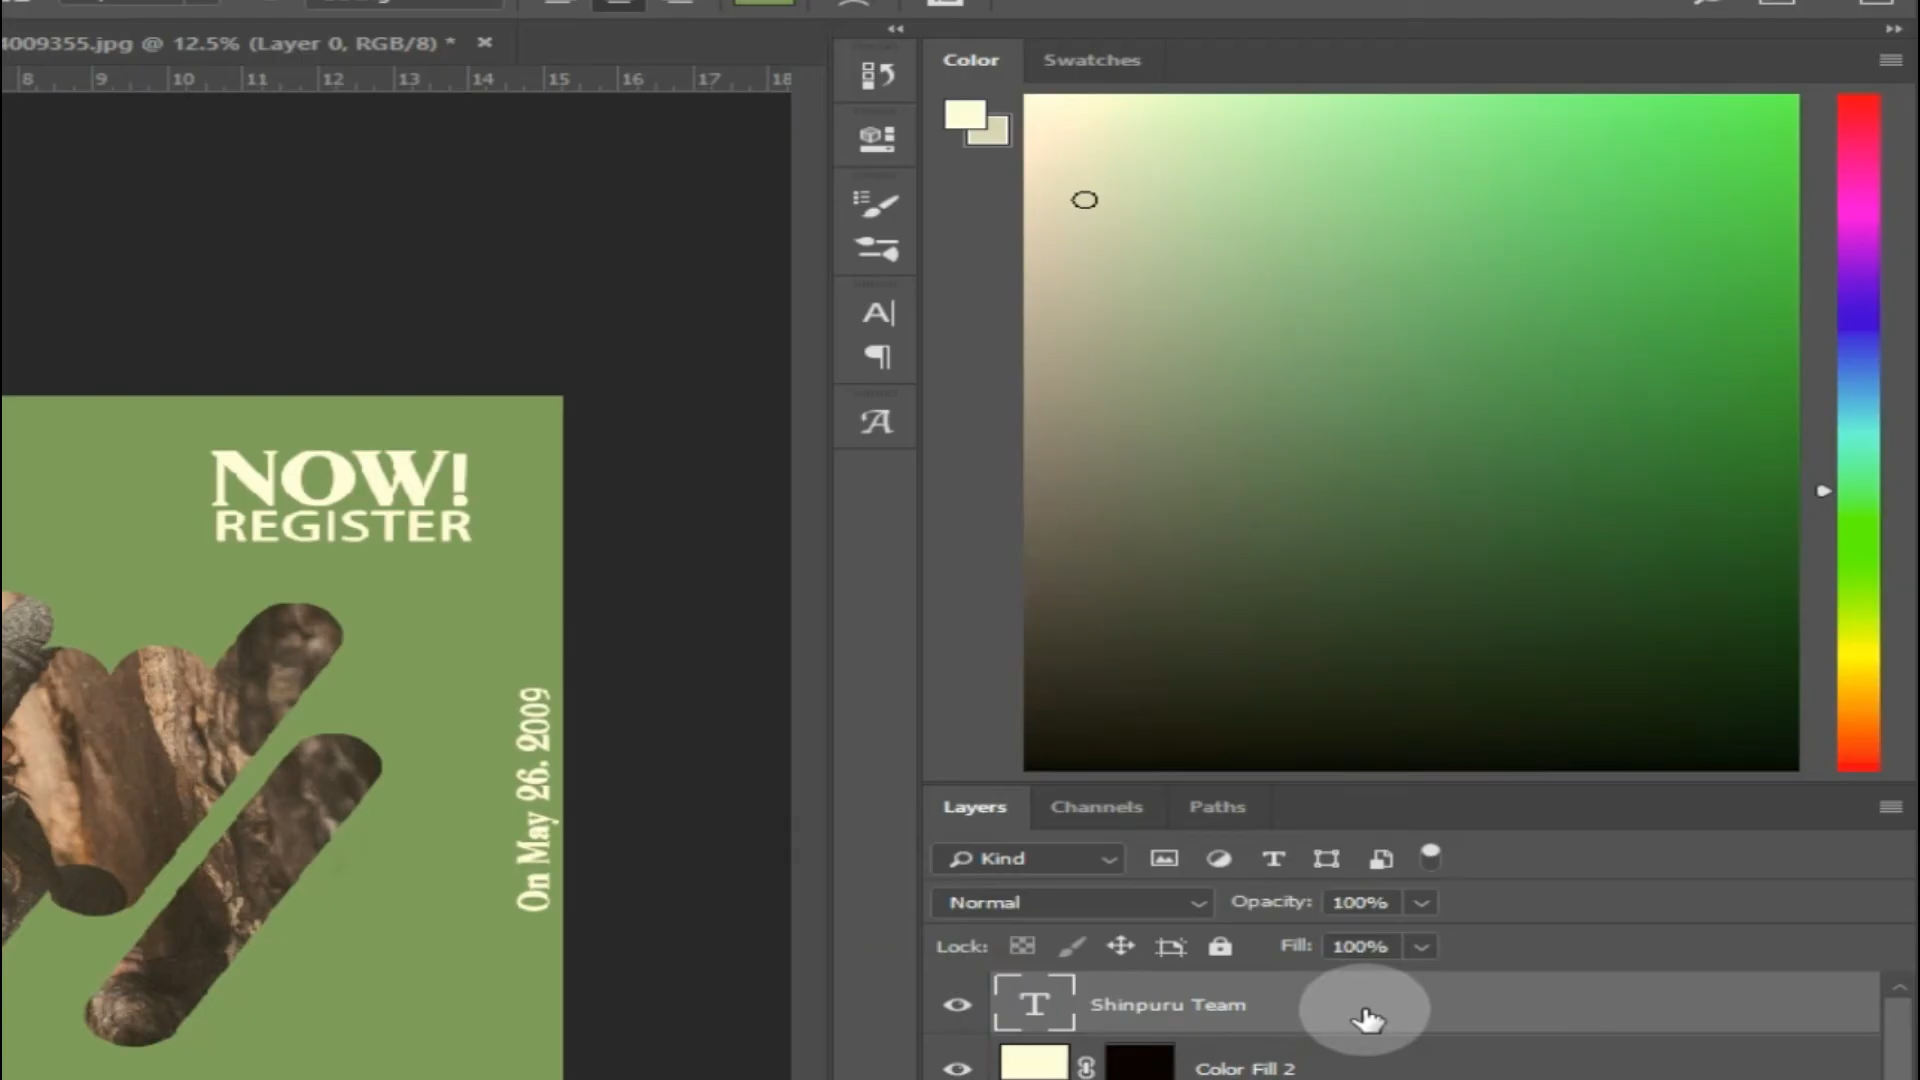 4009355.jpg @ 12.5% (Layer 0, RGB/8) *
8 9 10 11 12 13 14 15 16 17 18
Color
Swatches
NOW!
REGISTER
On May 26, 2009
Layers
Channels
Paths
Kind
Normal
Opacity: 100%
Lock:
Fill: 100%
Shinpuru Team
Color Fill 2